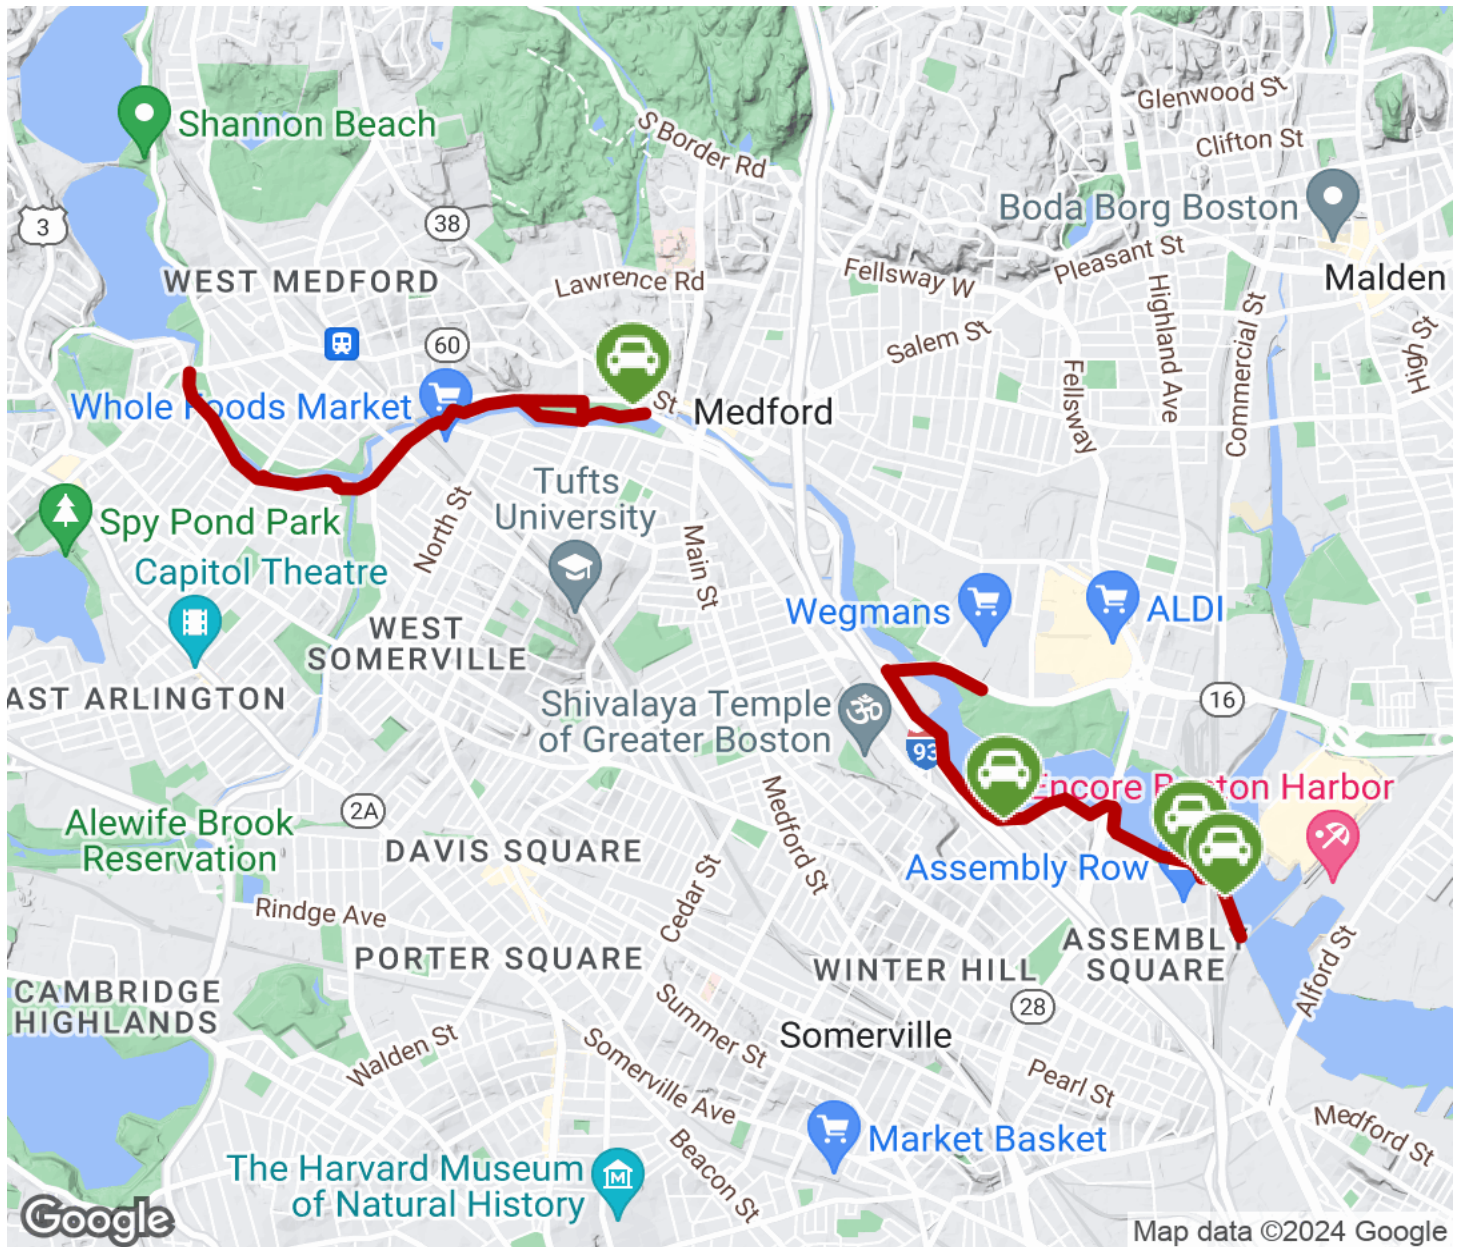 Glenwood St
Shannon Beach
S Border Rd
Clifton St
3
38
Boda Borg Boston
Pleasant St
WEST MEDFORD
Lawrence Rd
Fellsway W
Malden
Highland Ave
Commercial St
60
Salem St
High St
Fellsway
Whole Foods Market
St
Medford
Tufts
University
North St
Spy Pond Park
Main St
Capitol Theatre
Wegmans
ALDI
WEST
SOMERVILLE
AST ARLINGTON
16
Shivalaya Temple
of Greater Boston
93
Encore Boston Harbor
Medford St
2A
Alewife Brook
Reservation
DAVIS SQUARE
Assembly Row
Cedar St
Rindge Ave
ASSEMBLY
SQUARE
PORTER SQUARE
WINTER HILL
Alford St
CAMBRIDGE
HIGHLANDS
28
Summer St
Somerville
Walden St
Somerville Ave
Pearl St
Market Basket
Medford St
Beacon St
The Harvard Museum
of Natural History
Google
Map data ©2024 Google